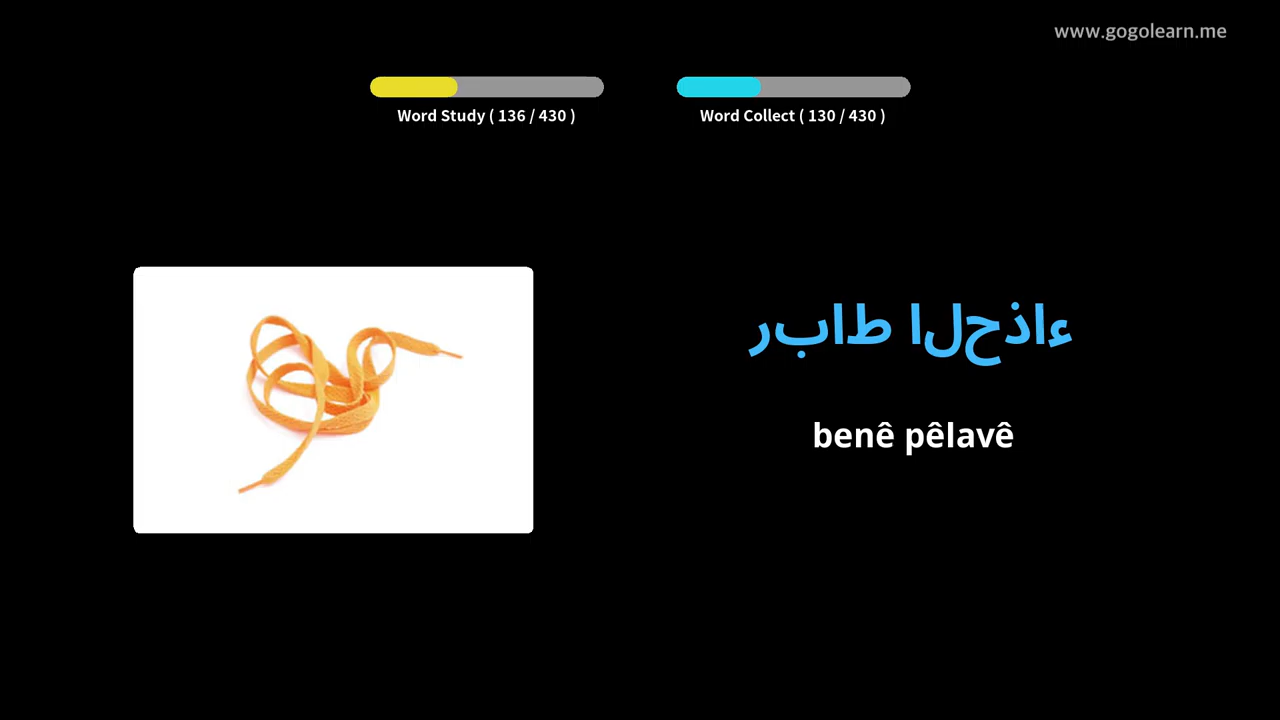 www.gogolearn.me
Word Study ( 136 / 430 )
Word Collect ( 130 / 430 )
رباط الحذاء
benê pêlavê